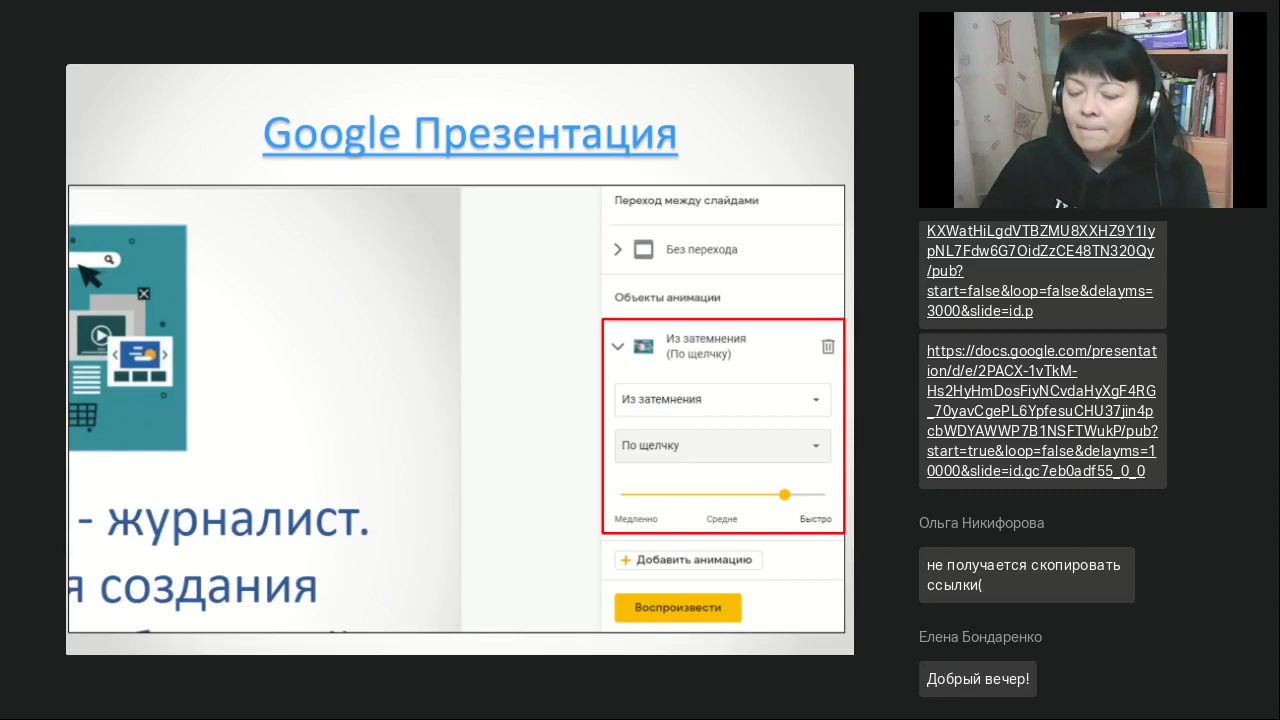 Google Презентация
Переход между слайдами
Без перехода
Объекты анимации
Из затемнения
(По щелчку)
Из затемнения
По щелчку
Медленно Средне Быстро
+ Добавить анимацию
Воспроизвести
- журналист.
я создания
KXWatHiLgdVTBZMU8XXHZ9Y1Iy
pNL7Fdw6G7OidZzCE48TN320Qy
/pub?
start=false&loop=false&delayms=
3000&slide=id.p
https://docs.google.com/presentat
ion/d/e/2PACX-1vTkM-
Hs2HyHmDosFiyNCvdaHyXgF4RG
_70yavCgePL6YpfesuCHU37jin4p
cbWDYAWWP7B1NSFTWukP/pub?
start=true&loop=false&delayms=1
0000&slide=id.gc7eb0adf55_0_0
Ольга Никифорова
не получается скопировать
ссылки(
Елена Бондаренко
Добрый вечер!